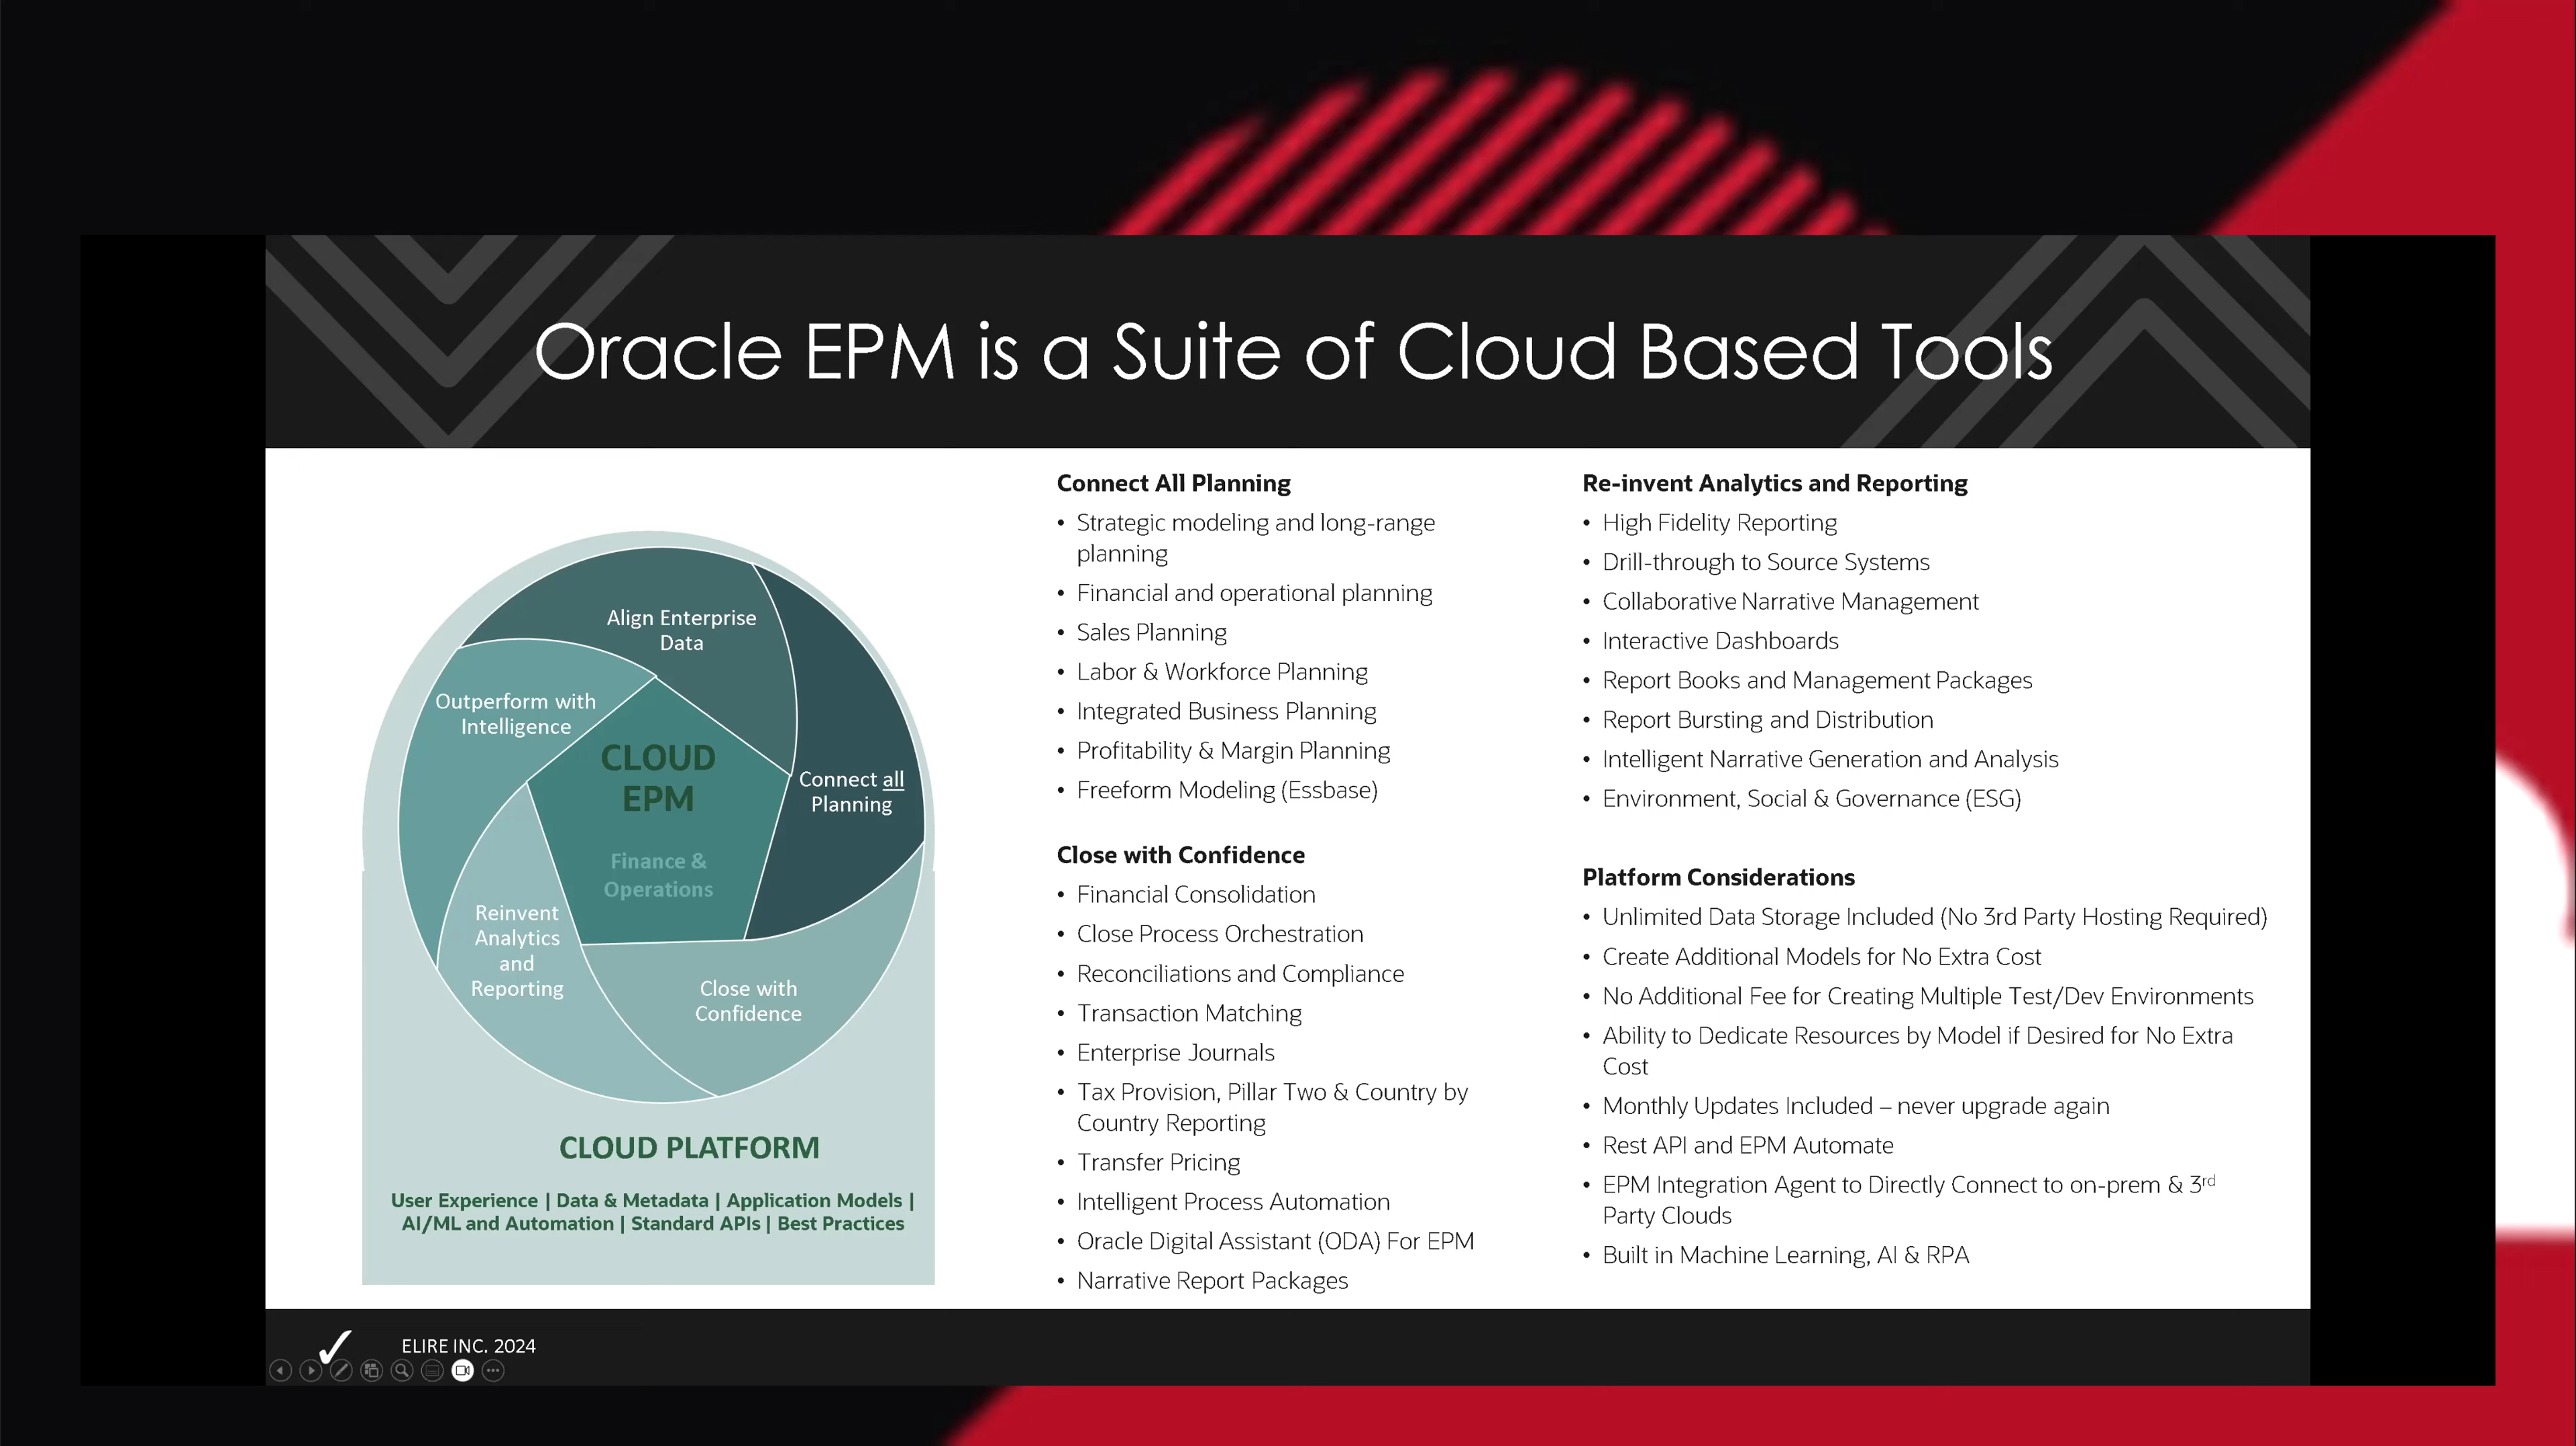 Oracle EPM is a Suite of Cloud Based Tools
Align Enterprise
Data
Outperform with
Intelligence
CLOUD
EPM
Finance &
Operations
Connect all
Planning
Reinvent
Analytics
and
Reporting
Close with
Confidence
CLOUD PLATFORM
User Experience | Data & Metadata | Application Models |
AI/ML and Automation | Standard APIs | Best Practices
Connect All Planning
• Strategic modeling and long-range
planning
• Financial and operational planning
• Sales Planning
• Labor & Workforce Planning
• Integrated Business Planning
• Profitability & Margin Planning
• Freeform Modeling (Essbase)
Close with Confidence
• Financial Consolidation
• Close Process Orchestration
• Reconciliations and Compliance
• Transaction Matching
• Enterprise Journals
• Tax Provision, Pillar Two & Country by
Country Reporting
• Transfer Pricing
• Intelligent Process Automation
• Oracle Digital Assistant (ODA) For EPM
• Narrative Report Packages
Re-invent Analytics and Reporting
• High Fidelity Reporting
• Drill-through to Source Systems
• Collaborative Narrative Management
• Interactive Dashboards
• Report Books and Management Packages
• Report Bursting and Distribution
• Intelligent Narrative Generation and Analysis
• Environment, Social & Governance (ESG)
Platform Considerations
• Unlimited Data Storage Included (No 3rd Party Hosting Required)
• Create Additional Models for No Extra Cost
• No Additional Fee for Creating Multiple Test/Dev Environments
• Ability to Dedicate Resources by Model if Desired for No Extra
Cost
• Monthly Updates Included – never upgrade again
• Rest API and EPM Automate
• EPM Integration Agent to Directly Connect to on-prem & 3rd
Party Clouds
• Built in Machine Learning, AI & RPA
ELIRE INC. 2024